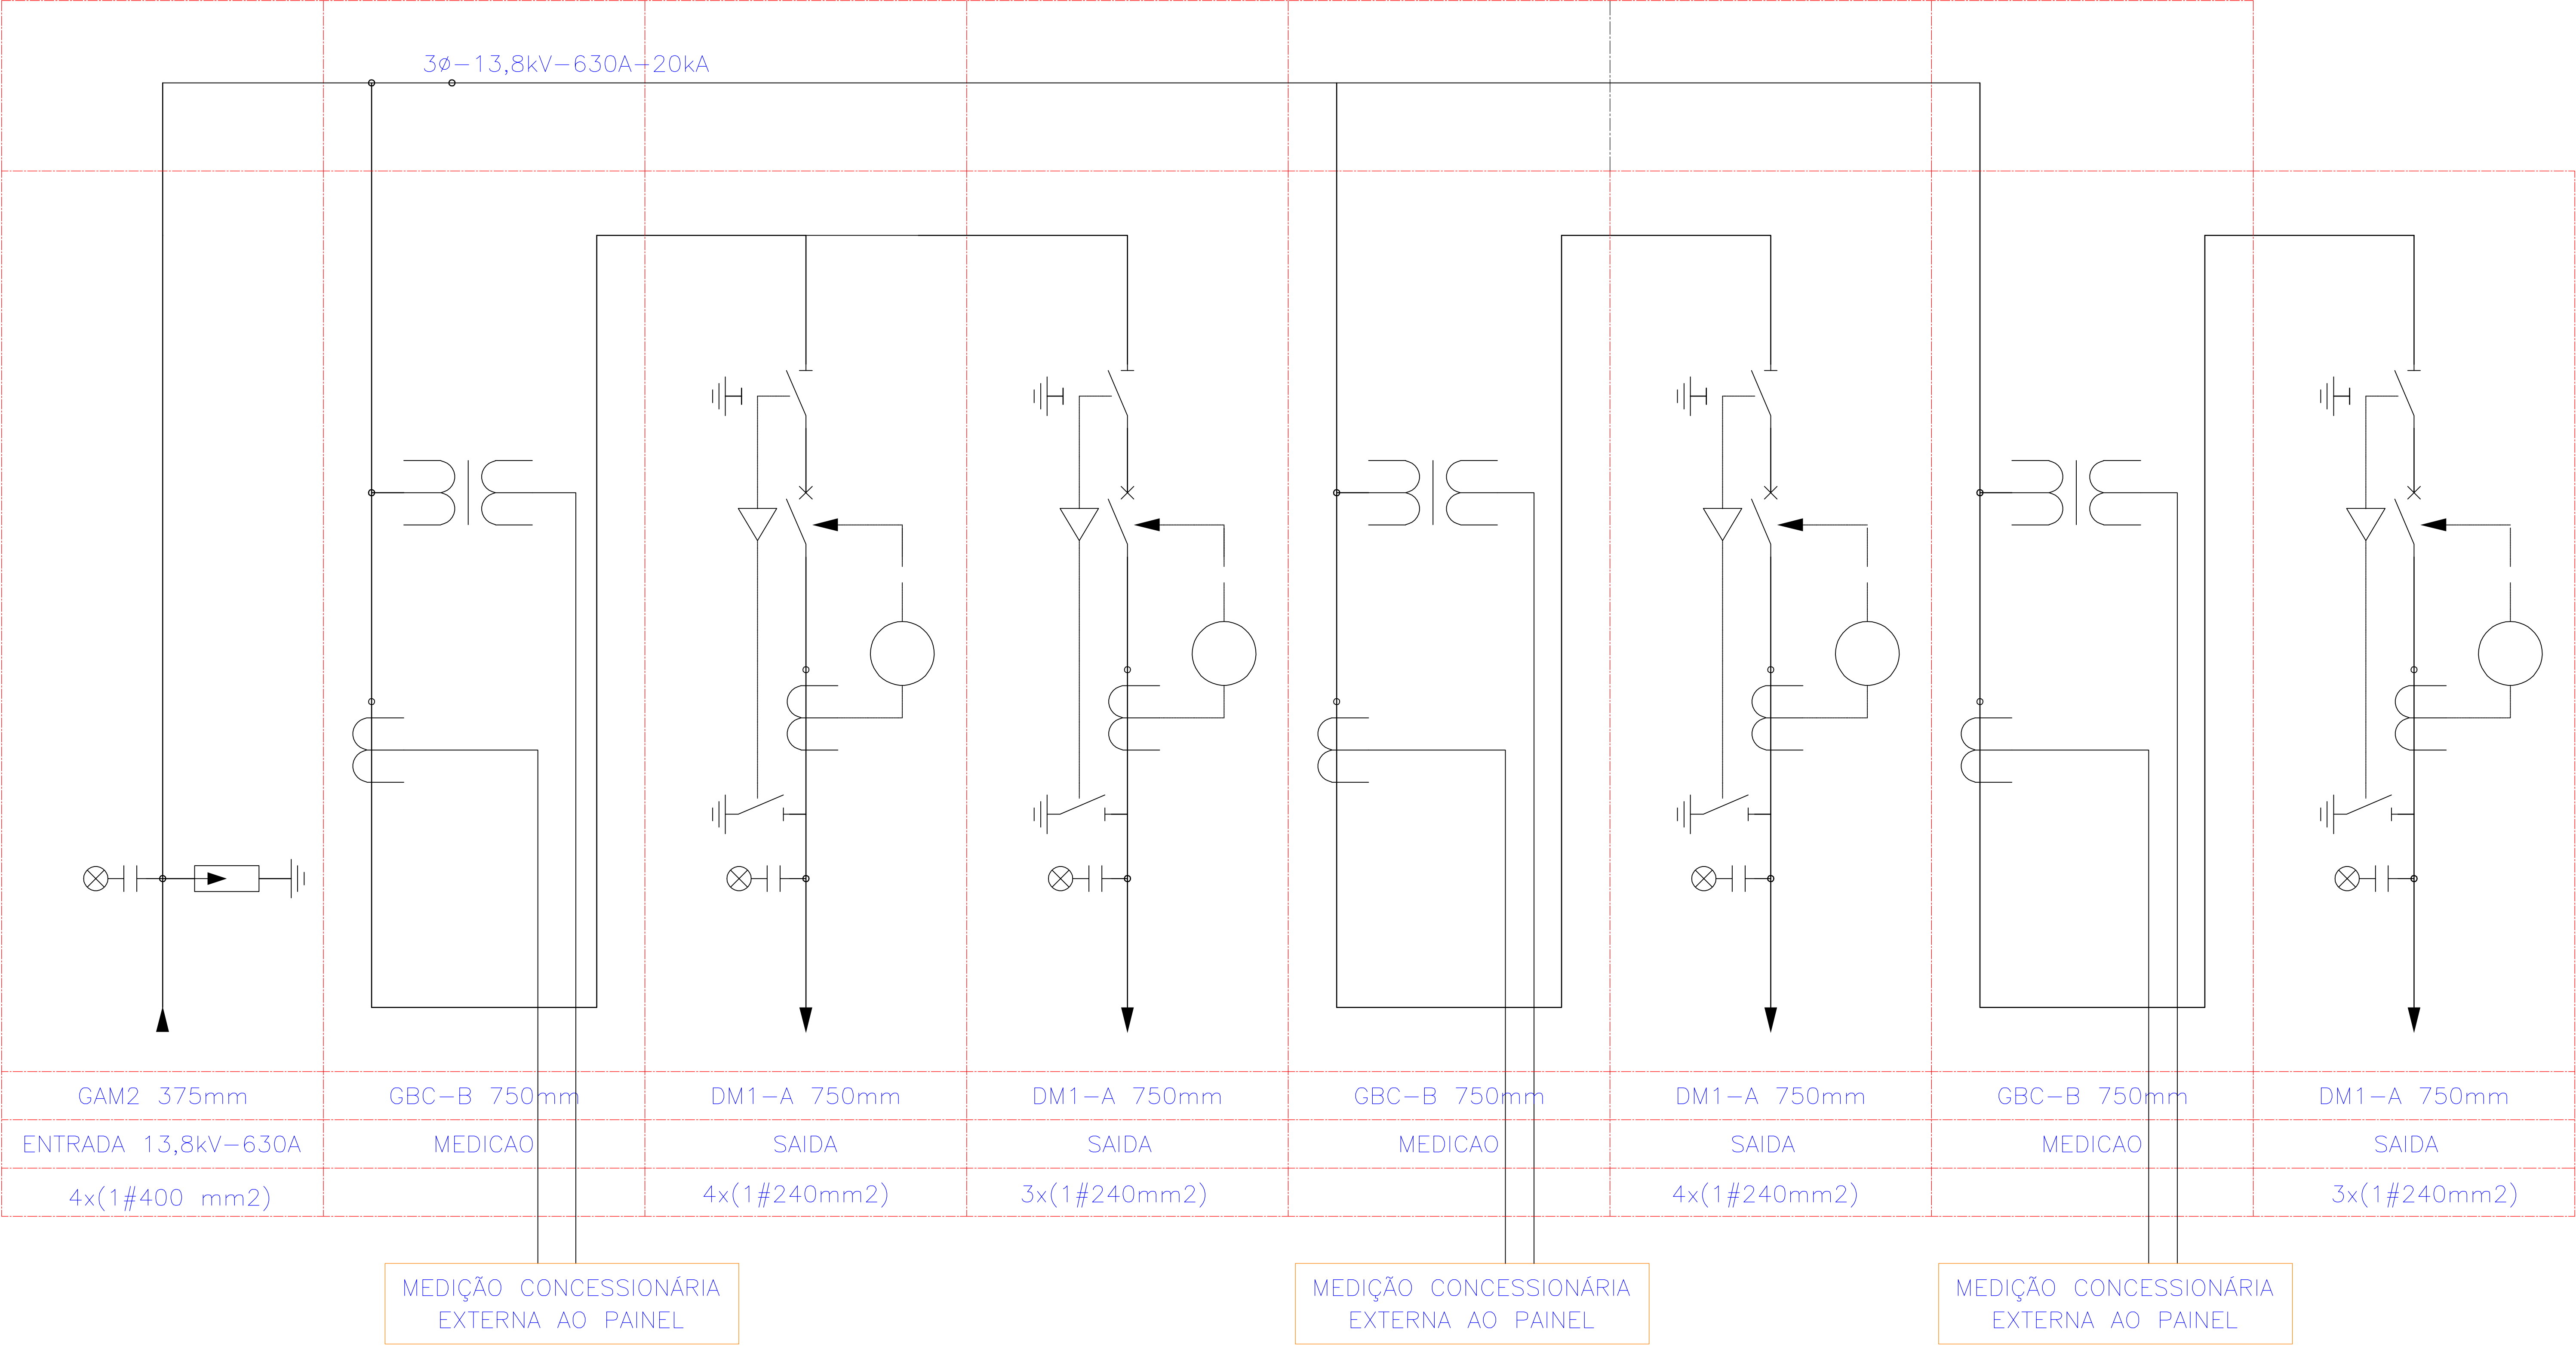 3ø-13,8kV-630A-20kA
GAM2 375mm
GBC-B 750mm
DM1-A 750mm
DM1-A 750mm
GBC-B 750mm
DM1-A 750mm
GBC-B 750mm
DM1-A 750mm
ENTRADA 13,8kV-630A
MEDICAO
SAIDA
SAIDA
MEDICAO
SAIDA
MEDICAO
SAIDA
4x(1#400 mm2)
4x(1#240mm2)
3x(1#240mm2)
4x(1#240mm2)
3x(1#240mm2)
MEDIÇÃO CONCESSIONÁRIA
EXTERNA AO PAINEL
MEDIÇÃO CONCESSIONÁRIA
EXTERNA AO PAINEL
MEDIÇÃO CONCESSIONÁRIA
EXTERNA AO PAINEL